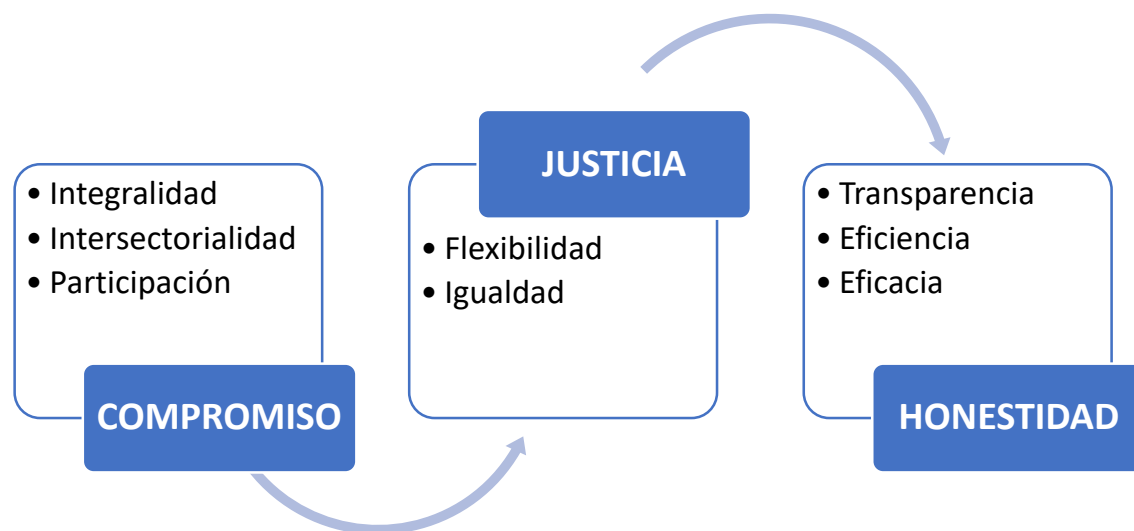 • Integralidad
• Intersectorialidad
• Participación
COMPROMISO
JUSTICIA
• Flexibilidad
• Igualdad
• Transparencia
• Eficiencia
• Eficacia
HONESTIDAD